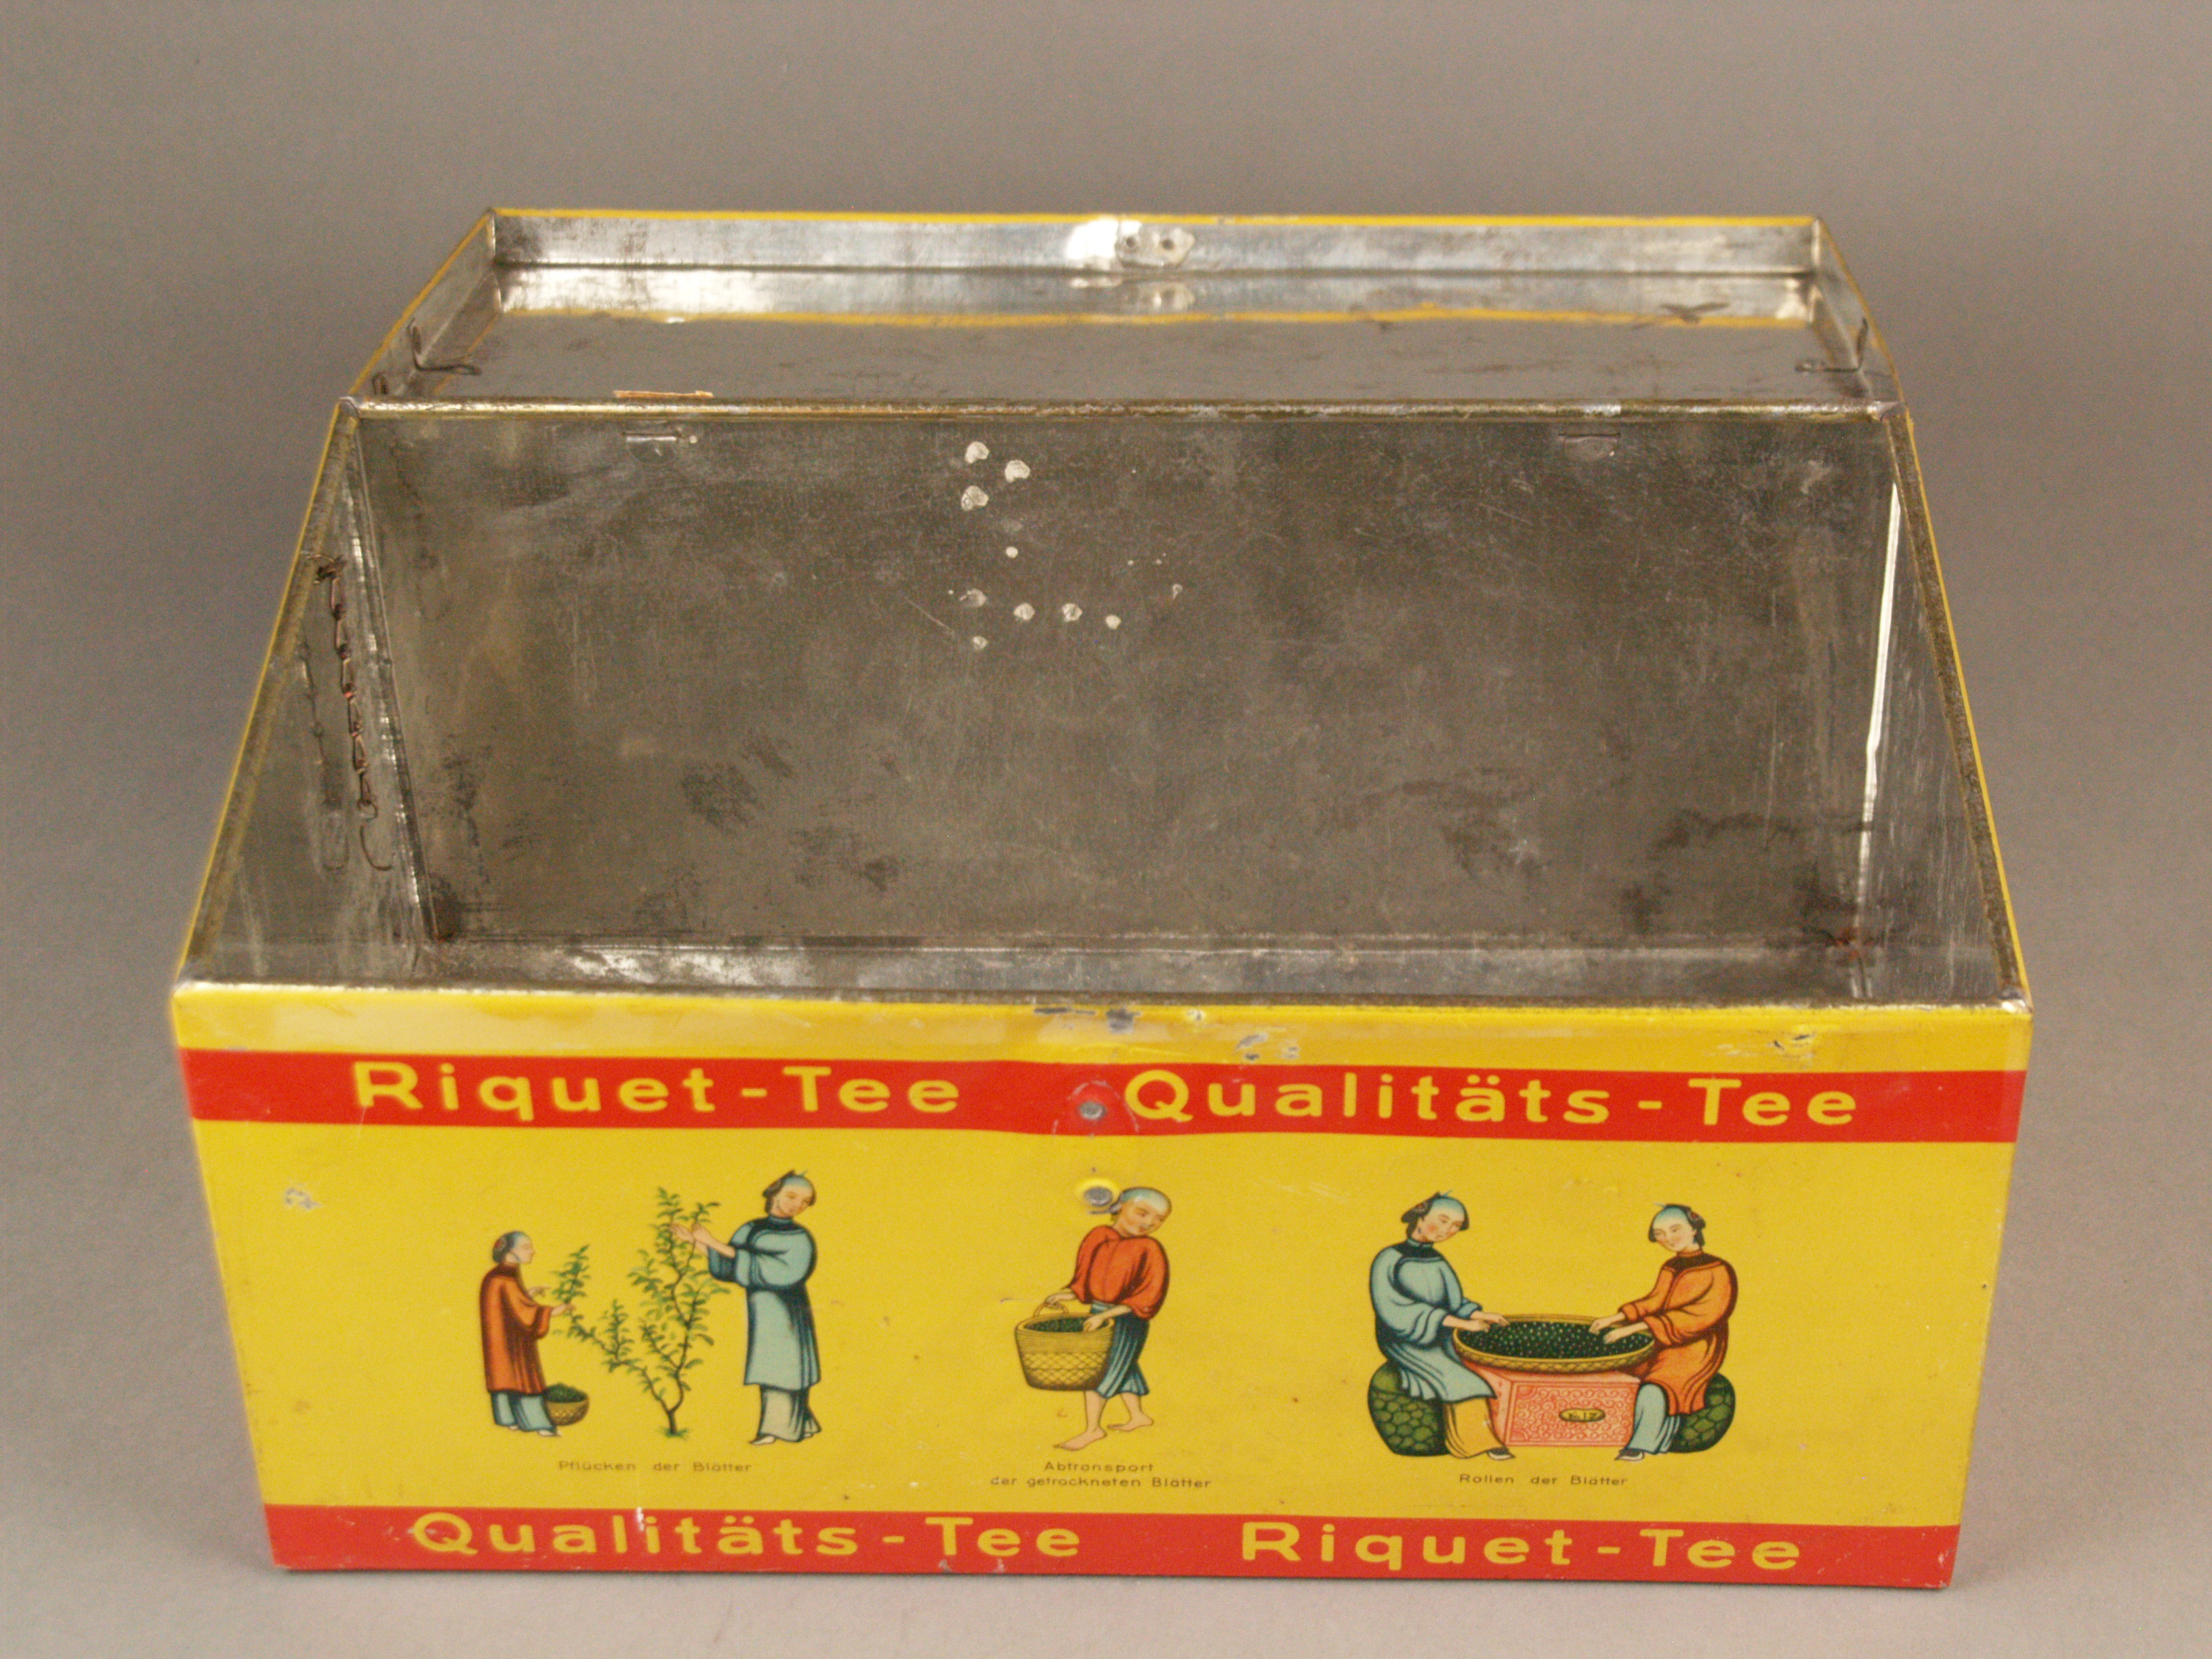 Riquet-Tee Qualitäts-Tee
Pflücken der Blätter
Abtransport
der getrockneten Blätter
Rollen der Blätter
Qualitäts-Tee Riquet-Tee